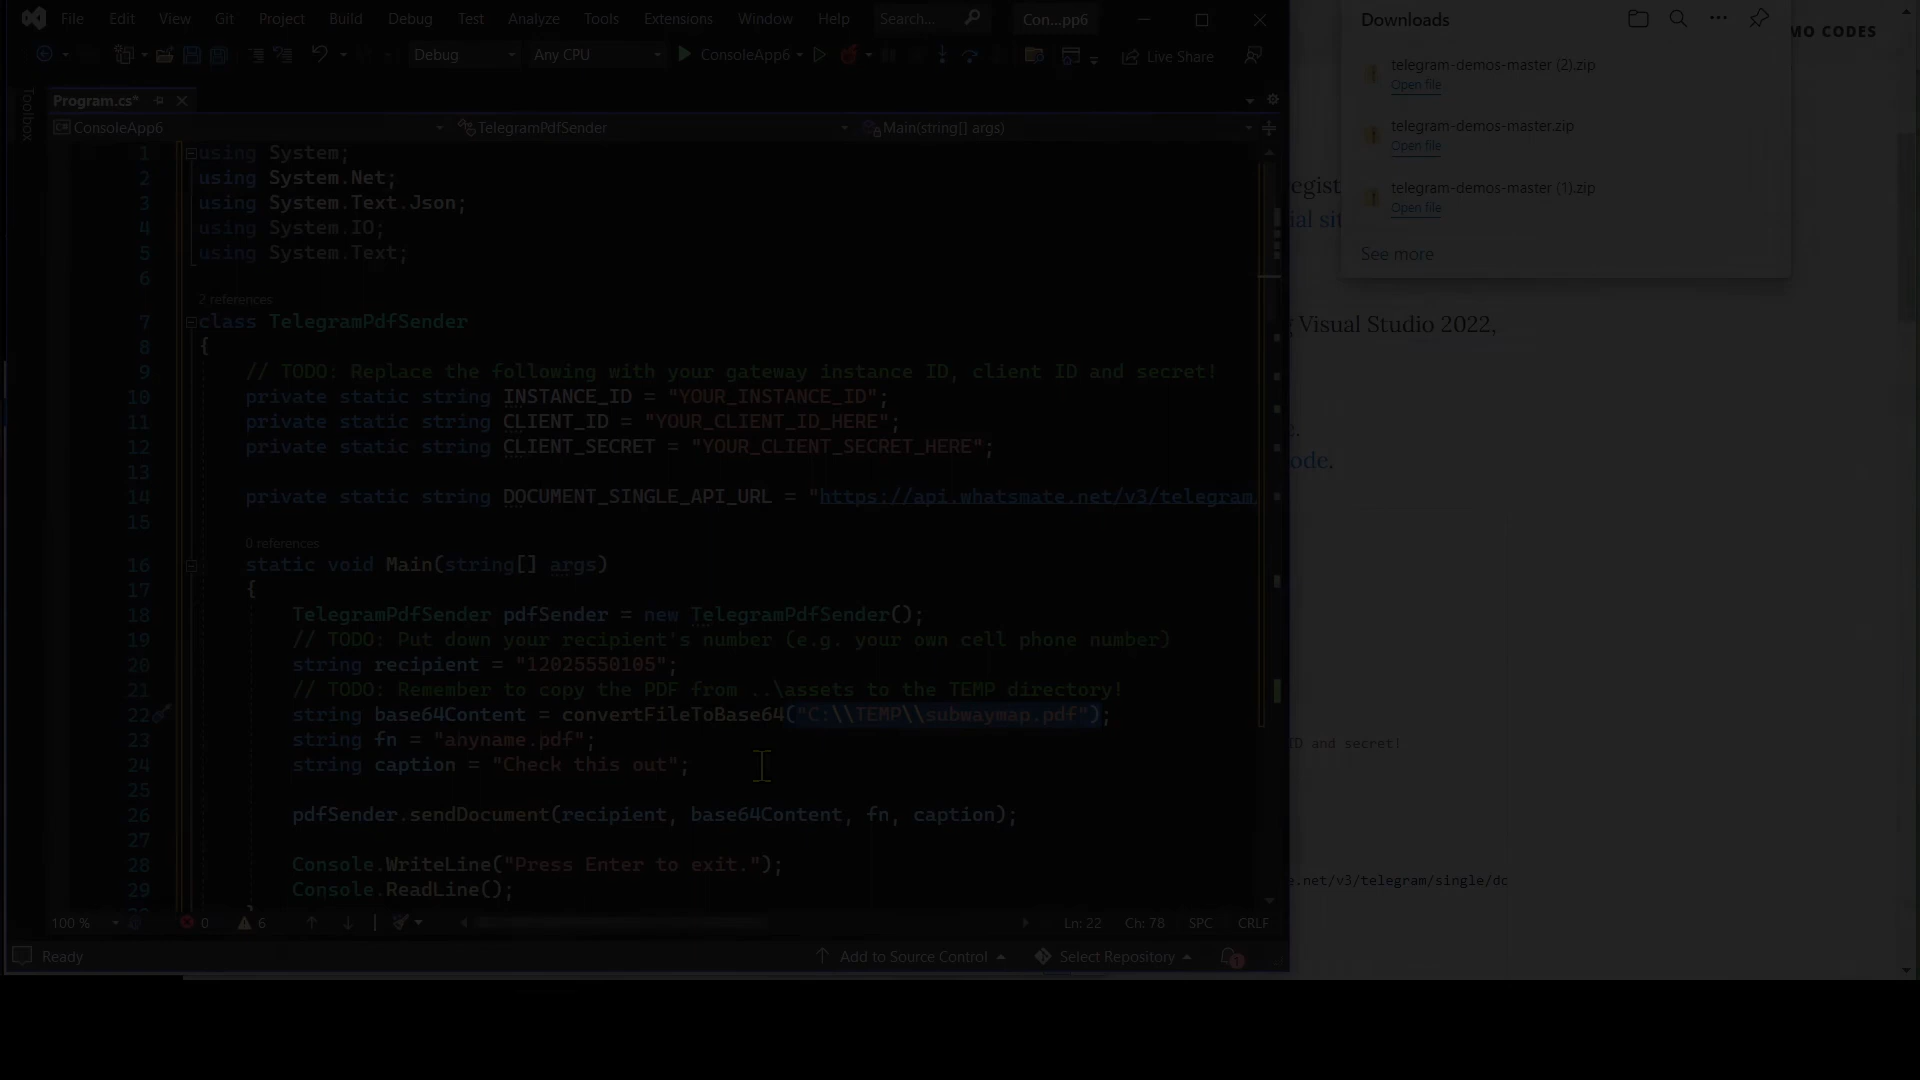 File Edit View Git Project Build Debug Test Analyze Tools Extensions Window Help Search... Con...pp6
Debug Any CPU ConsoleApp6 Live Share
Toolbox
Program.cs*
ConsoleApp6 TelegramPdfSender Main(string[] args)
1 using System;
2 using System.Net;
3 using System.Text.Json;
4 using System.IO;
5 using System.Text;
6
2 references
7 class TelegramPdfSender
8 {
9 // TODO: Replace the following with your gateway instance ID, client ID and secret!
10 private static string INSTANCE_ID = "YOUR_INSTANCE_ID";
11 private static string CLIENT_ID = "YOUR_CLIENT_ID_HERE";
12 private static string CLIENT_SECRET = "YOUR_CLIENT_SECRET_HERE";
13
14 private static string DOCUMENT_SINGLE_API_URL = "https://api.whatsmate.net/v3/telegram
15
0 references
16 static void Main(string[] args)
17 {
18 TelegramPdfSender pdfSender = new TelegramPdfSender();
19 // TODO: Put down your recipient's number (e.g. your own cell phone number)
20 string recipient = "12025550105";
21 // TODO: Remember to copy the PDF from ..\assets to the TEMP directory!
22 string base64Content = convertFileToBase64("C:\\TEMP\\subwaymap.pdf");
23 string fn = "anyname.pdf";
24 string caption = "Check this out";
25
26 pdfSender.sendDocument(recipient, base64Content, fn, caption);
27
28 Console.WriteLine("Press Enter to exit.");
29 Console.ReadLine();
100 % 0 6 Ln: 22 Ch: 78 SPC CRLF
Ready Add to Source Control Select Repository 1
Downloads
telegram-demos-master (2).zip
Open file
telegram-demos-master.zip
Open file
telegram-demos-master (1).zip
Open file
See more
MO CODES
egist
ial sit
g Visual Studio 2022,
e.
ode.
ID and secret!
e.net/v3/telegram/single/dc